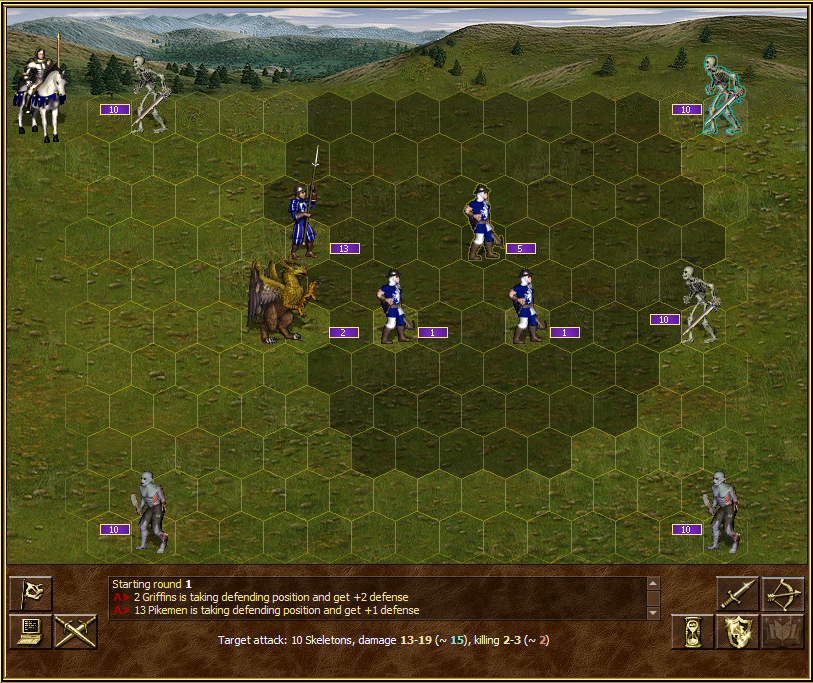 10
10
13
5
10
2
1
1
10
10
Starting round 1
A> 2 Griffins is taking defending position and get +2 defense
A> 13 Pikemen is taking defending position and get +1 defense
Target attack: 10 Skeletons, damage 13-19 (~ 15), killing 2-3 (~ 2)